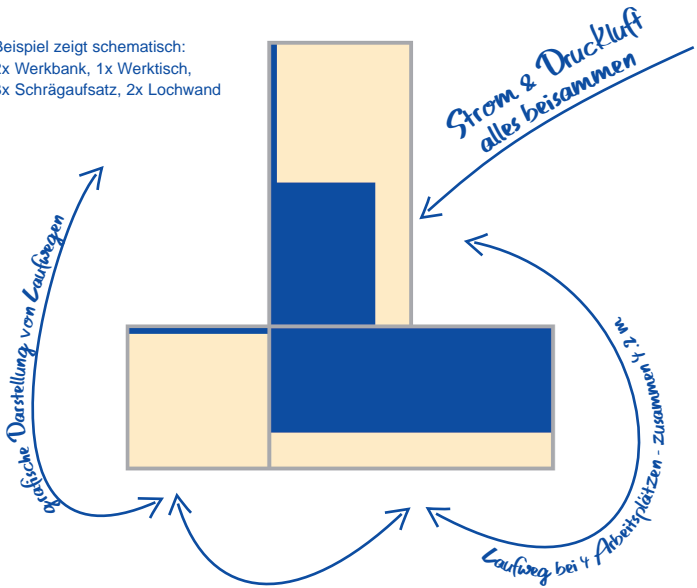 Beispiel zeigt schematisch:
2x Werkbank, 1x Werktisch,
3x Schrägaufsatz, 2x Lochwand
Strom & Druckluft
alles beisammen
grafische Darstellung von Laufwegen
Laufweg bei 4 Arbeitsplätzen - zusammen 4,2 m